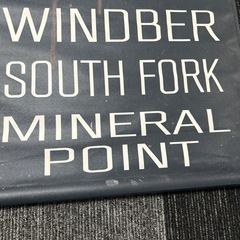 WINDBER
SOUTH FORK
MINERAL
POINT